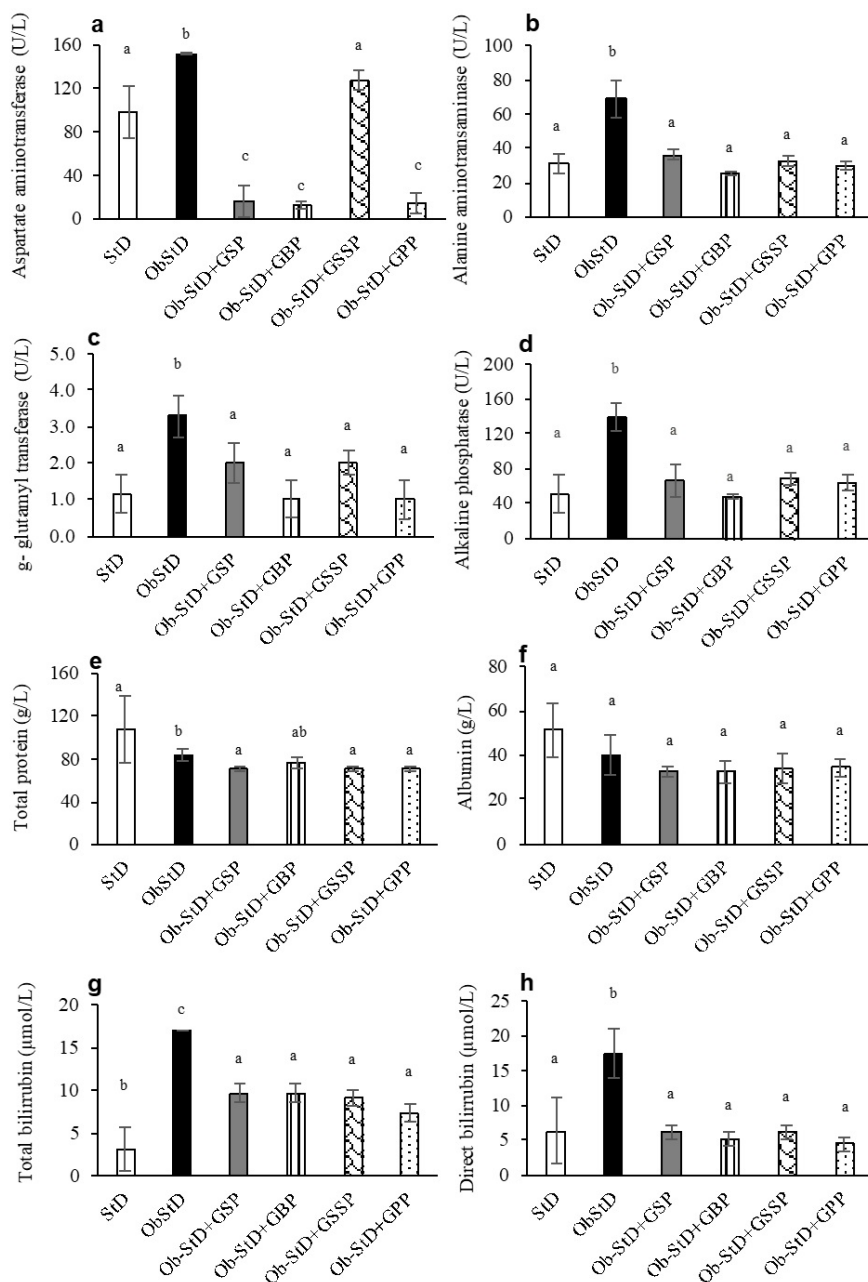 a
Aspartate aminotransferase (U/L)
160
120
80
40
0
a
b
c
c
a
c
StD
ObStD
Ob-StD+GSP
Ob-StD+GBP
Ob-StD+GSSP
Ob-StD+GPP
b
Alanine aminotransaminase (U/L)
100
80
60
40
20
0
a
b
a
a
a
a
StD
ObStD
Ob-StD+GSP
Ob-StD+GBP
Ob-StD+GSSP
Ob-StD+GPP
c
g- glutamyl transferase (U/L)
5.0
4.0
3.0
2.0
1.0
0.0
a
b
a
a
a
a
StD
ObStD
Ob-StD+GSP
Ob-StD+GBP
Ob-StD+GSSP
Ob-StD+GPP
d
Alkaline phosphatase (U/L)
200
160
120
80
40
0
a
b
a
a
a
a
StD
ObStD
Ob-StD+GSP
Ob-StD+GBP
Ob-StD+GSSP
Ob-StD+GPP
e
Total protein (g/L)
160
120
80
40
0
a
b
a
ab
a
a
StD
ObStD
Ob-StD+GSP
Ob-StD+GBP
Ob-StD+GSSP
Ob-StD+GPP
f
Albumin (g/L)
80
60
40
20
0
a
a
a
a
a
a
StD
ObStD
Ob-StD+GSP
Ob-StD+GBP
Ob-StD+GSSP
Ob-StD+GPP
g
Total bilirrubin (µmol/L)
20
15
10
5
0
b
c
a
a
a
a
StD
ObStD
Ob-StD+GSP
Ob-StD+GBP
Ob-StD+GSSP
Ob-StD+GPP
h
Direct bilirrubin (µmol/L)
25
20
15
10
5
0
a
b
a
a
a
a
StD
ObStD
Ob-StD+GSP
Ob-StD+GBP
Ob-StD+GSSP
Ob-StD+GPP